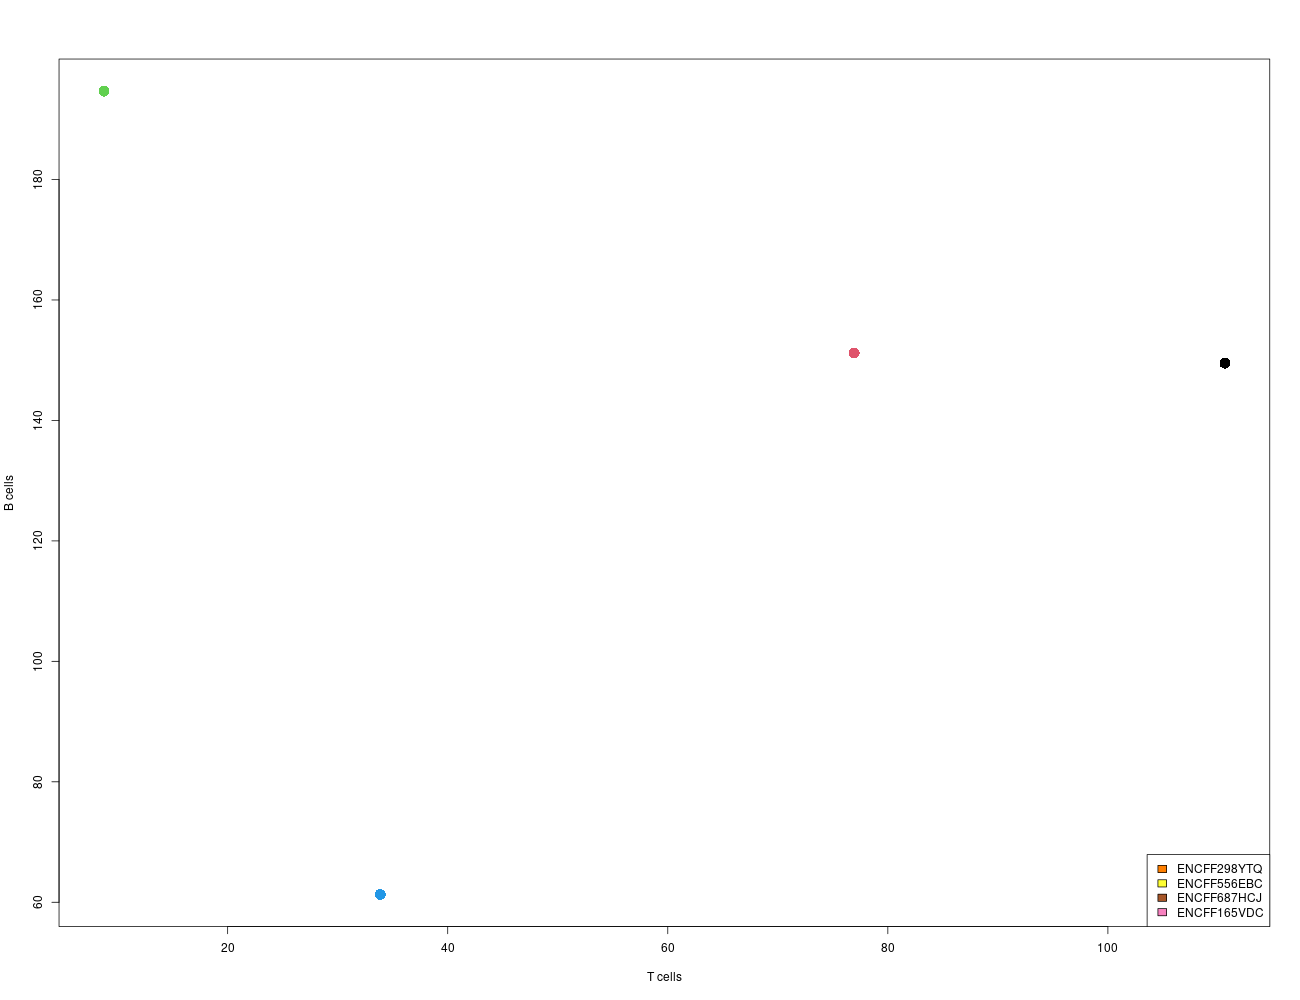 180
160
140
120
100
80
60
B cells
20 40 60 80 100
T cells
ENCFF298YTQ
ENCFF556EBC
ENCFF687HCJ
ENCFF165VDC